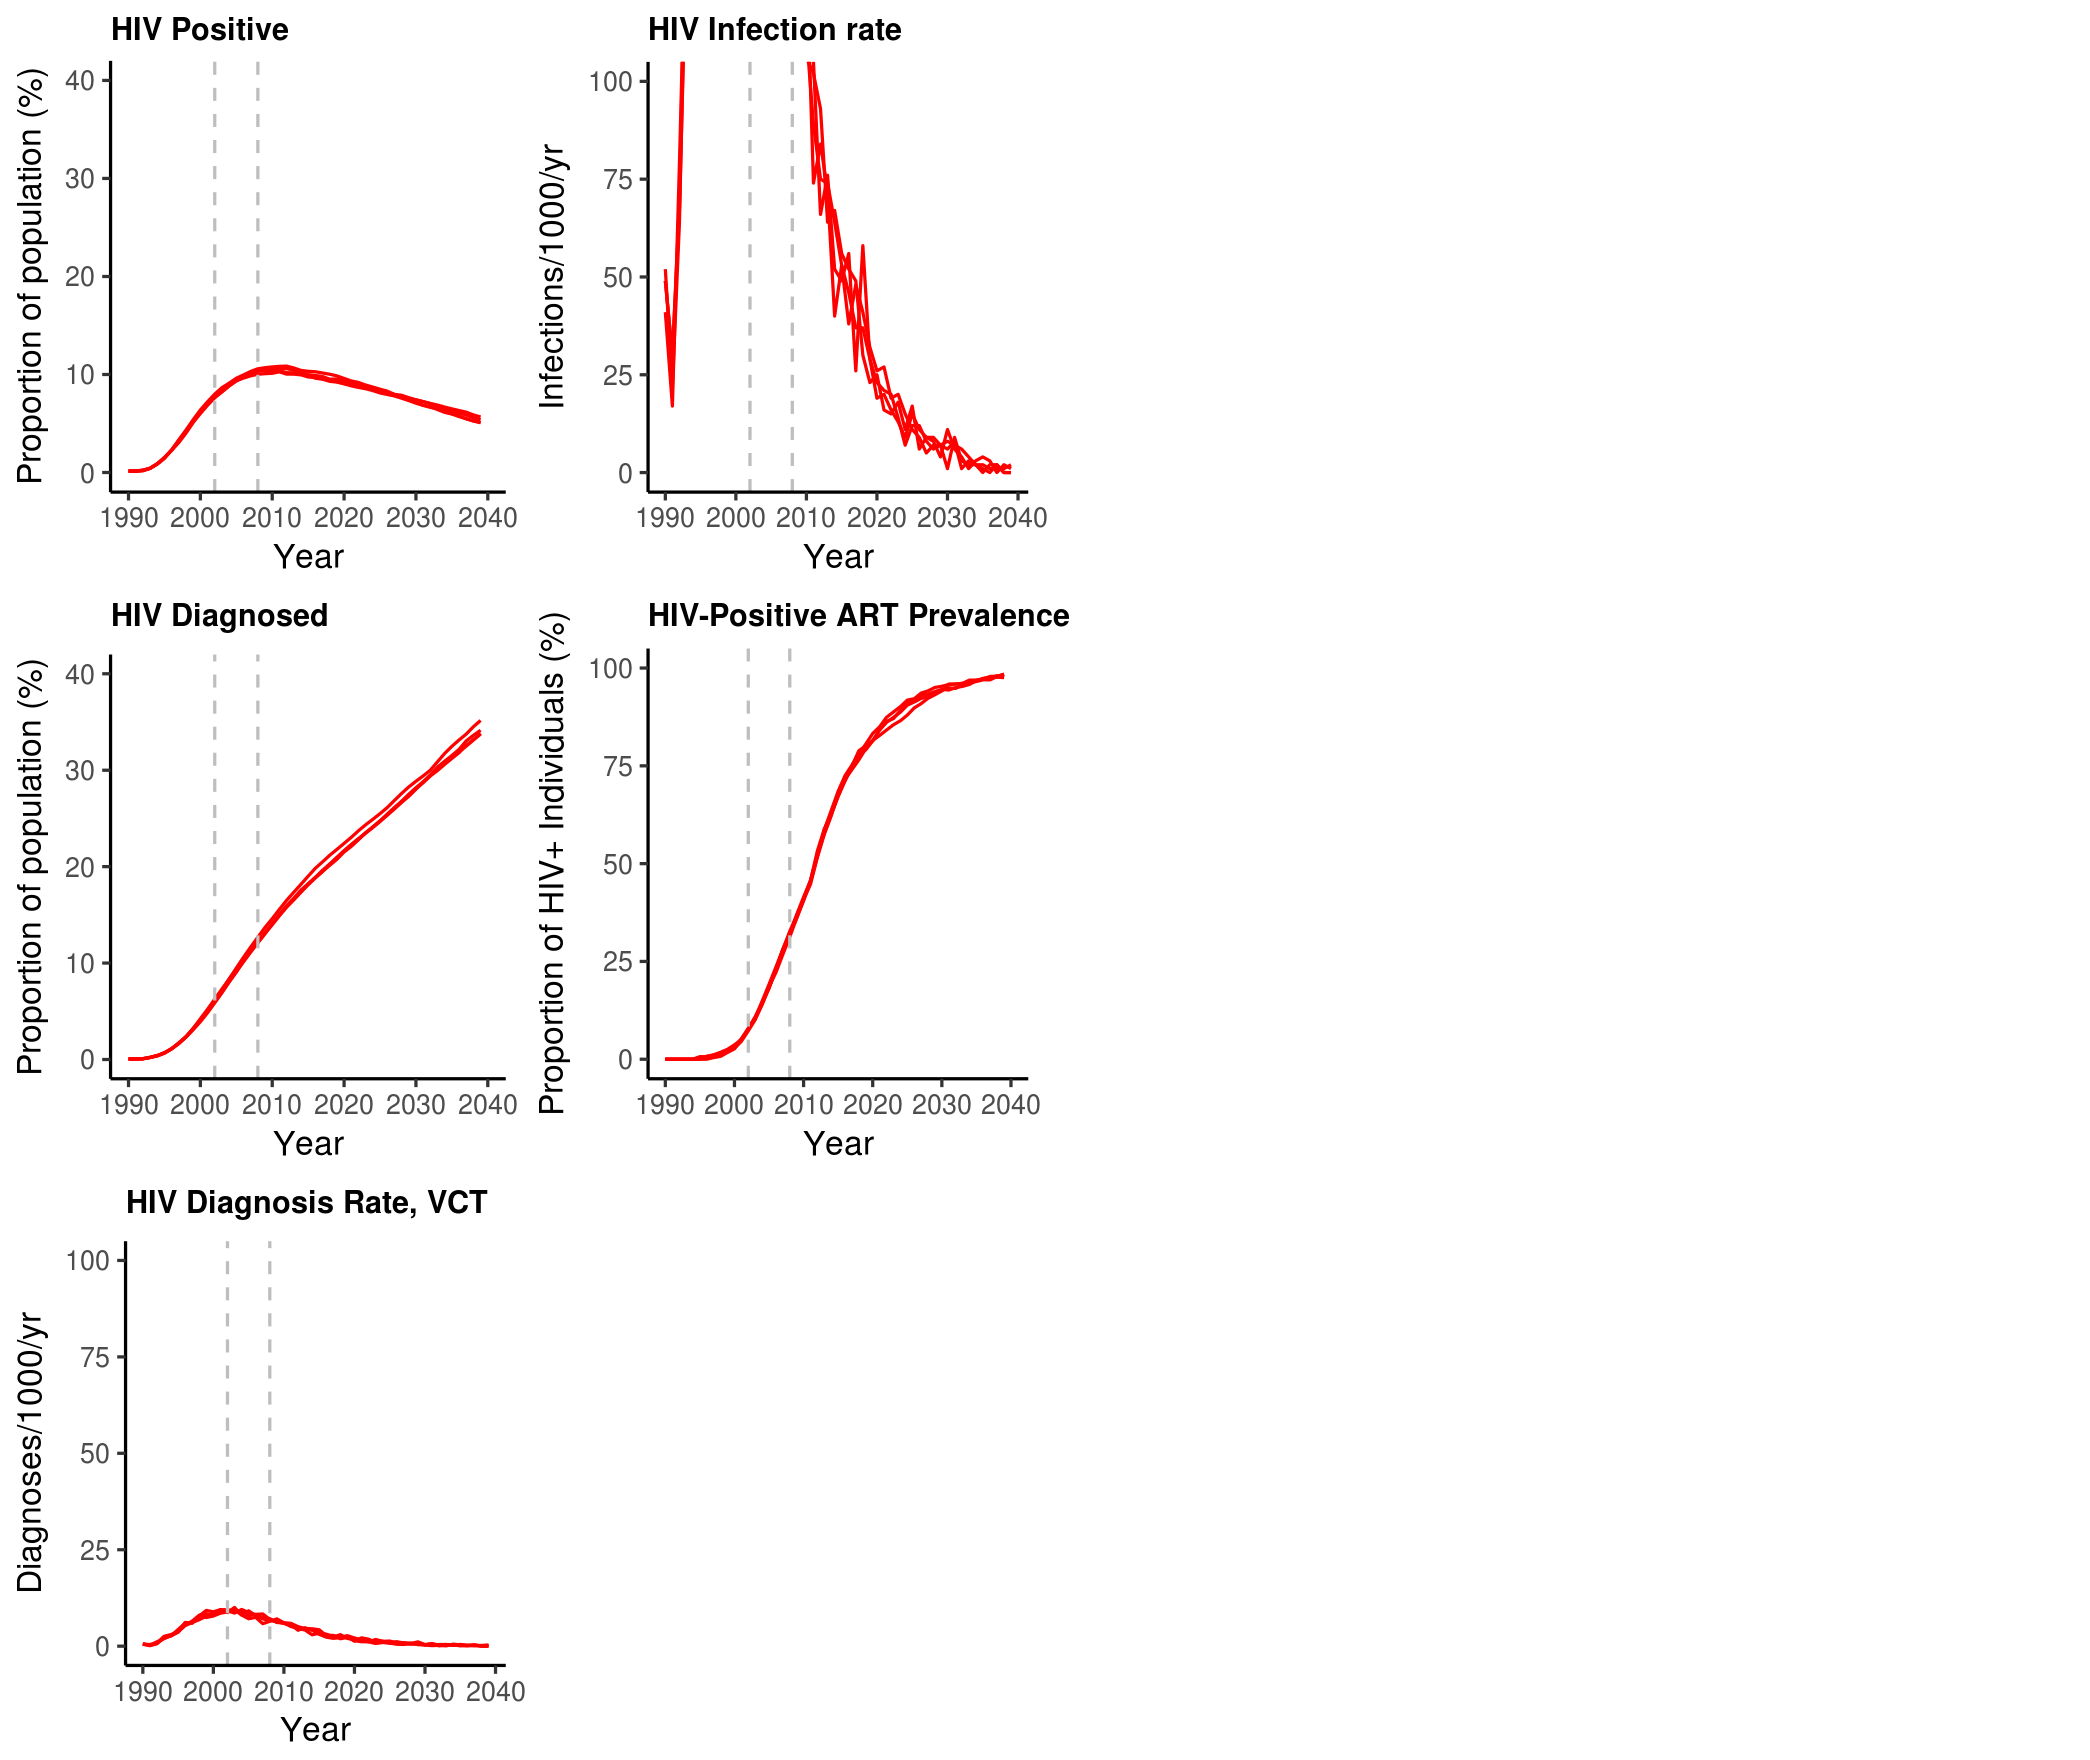 HIV Positive
Proportion of population (%)
40
30
20
10
0
1990 2000 2010 2020 2030 2040
Year
HIV Infection rate
Infections/1000/yr
100
75
50
25
0
1990 2000 2010 2020 2030 2040
Year
HIV Diagnosed
Proportion of population (%)
40
30
20
10
0
1990 2000 2010 2020 2030 2040
Year
HIV-Positive ART Prevalence
Proportion of HIV+ Individuals (%)
100
75
50
25
0
1990 2000 2010 2020 2030 2040
Year
HIV Diagnosis Rate, VCT
Diagnoses/1000/yr
100
75
50
25
0
1990 2000 2010 2020 2030 2040
Year